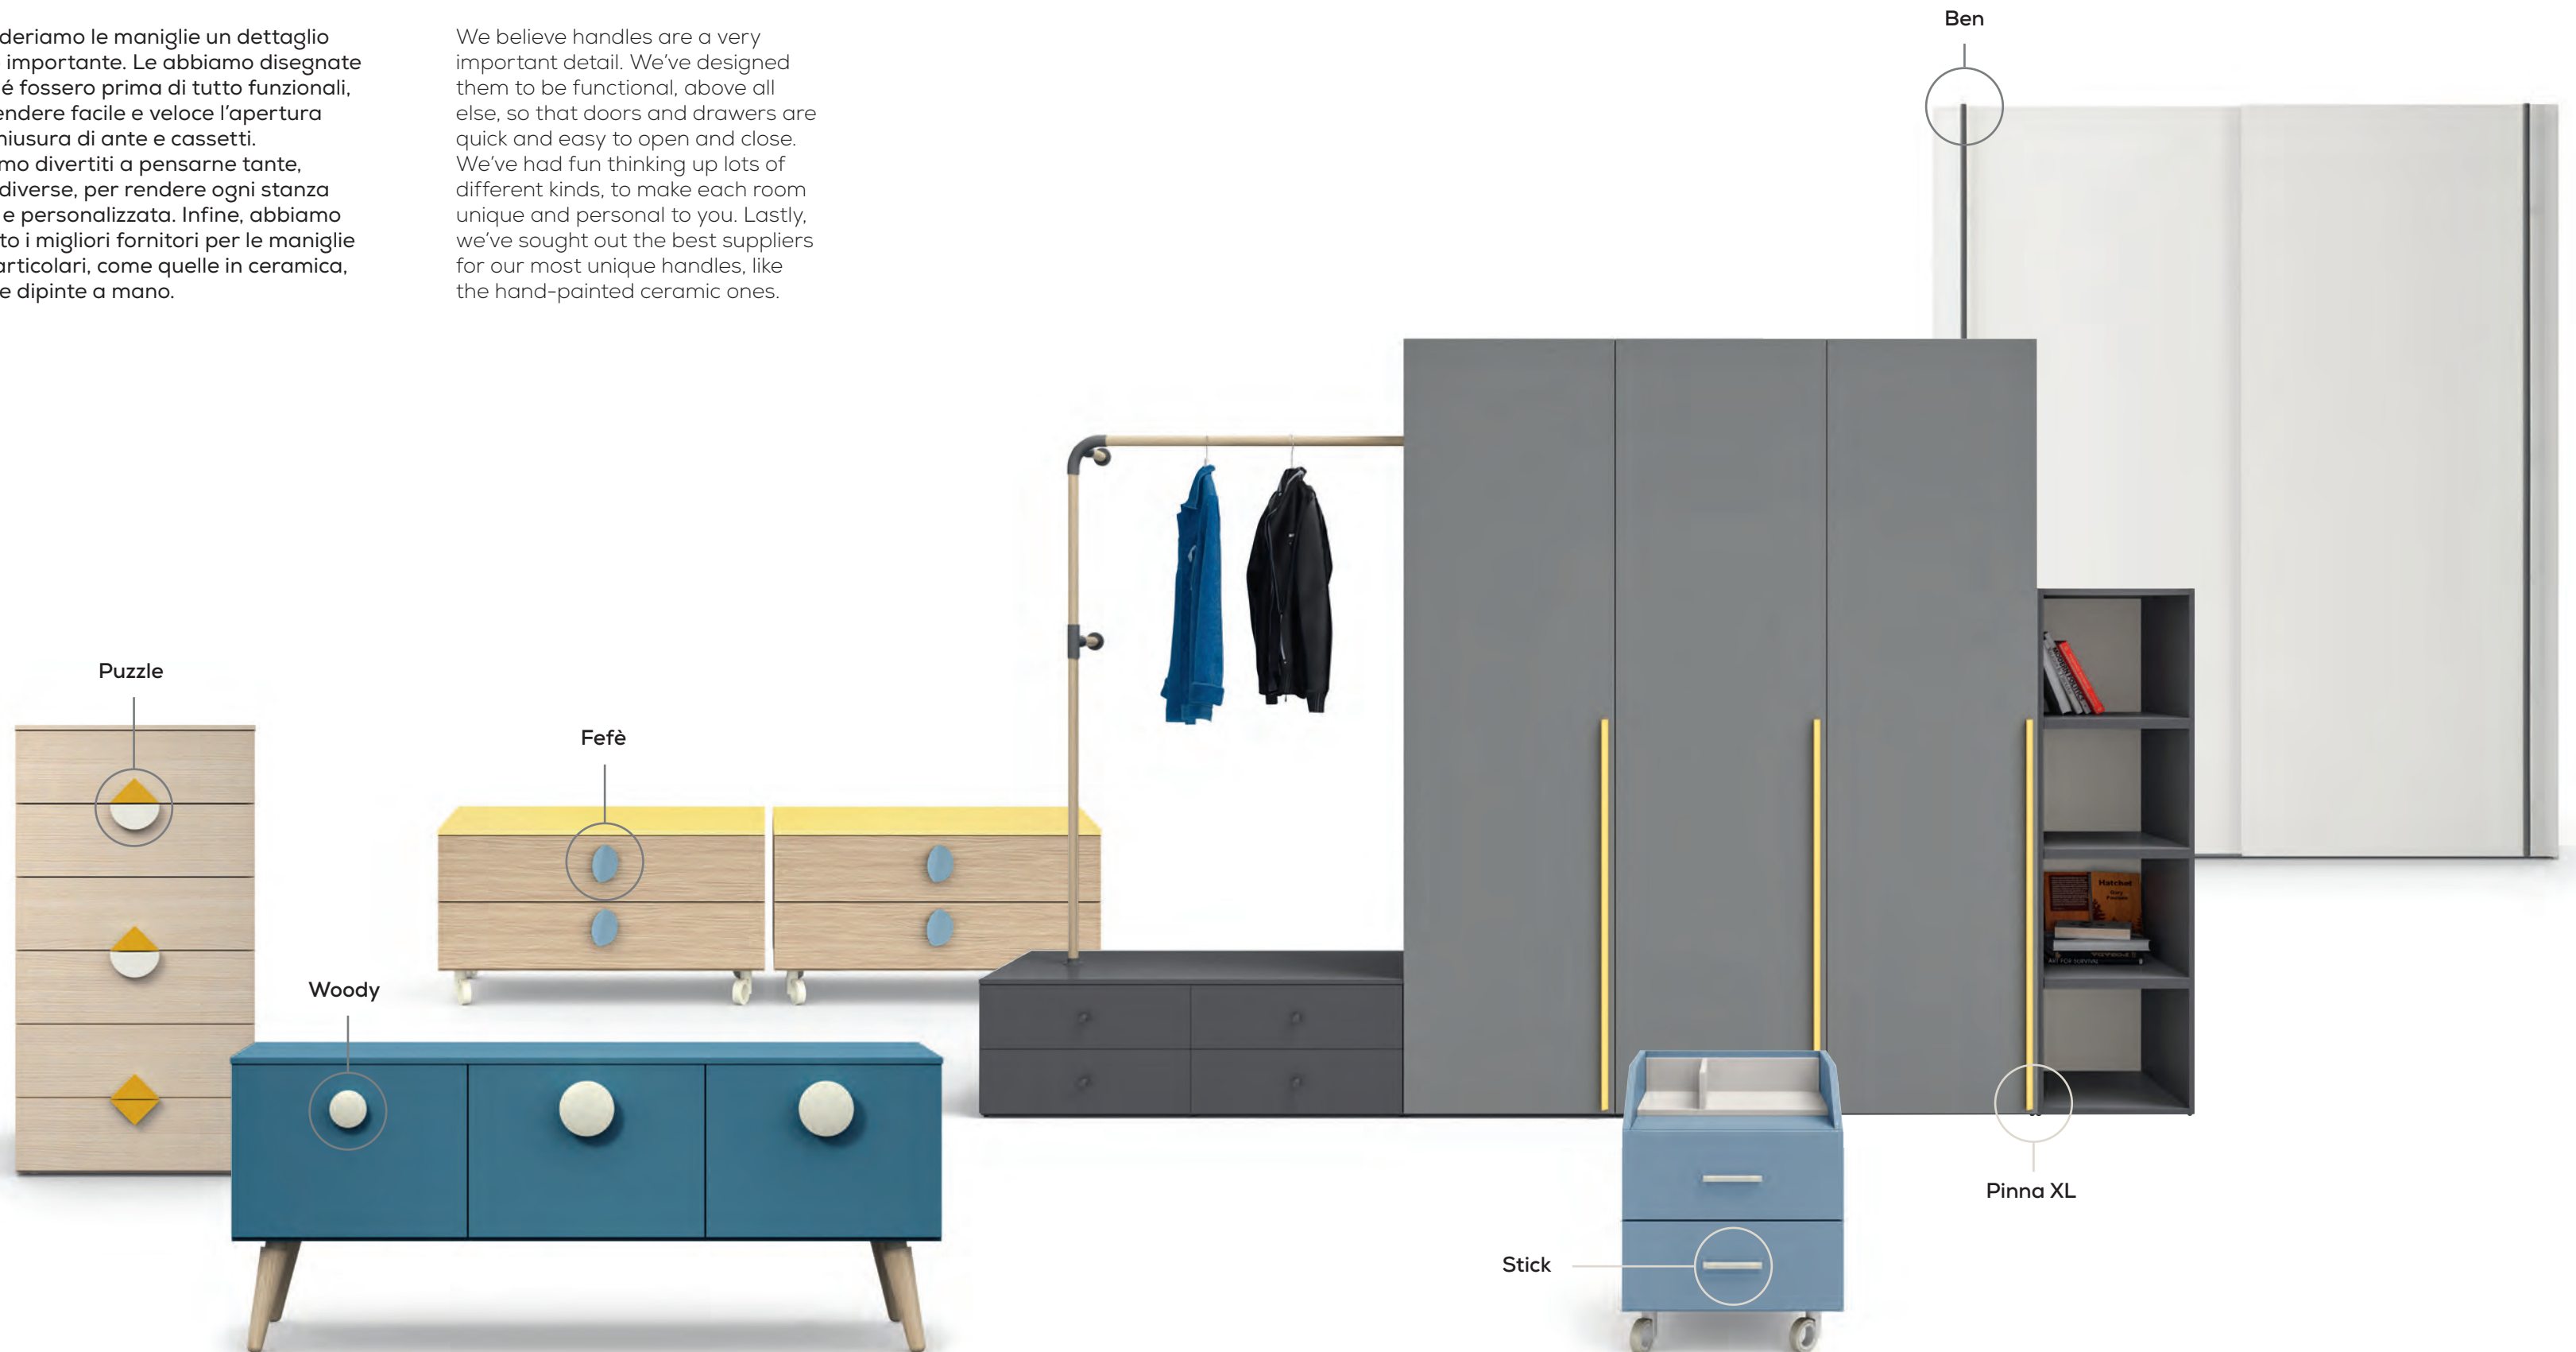 deriamo le maniglie un dettaglio
importante. Le abbiamo disegnate
é fossero prima di tutto funzionali,
endere facile e veloce l'apertura
hiusura di ante e cassetti.
mo divertiti a pensarne tante,
diverse, per rendere ogni stanza
e personalizzata. Infine, abbiamo
to i migliori fornitori per le maniglie
articolari, come quelle in ceramica,
e dipinte a mano.
We believe handles are a very
important detail. We've designed
them to be functional, above all
else, so that doors and drawers are
quick and easy to open and close.
We've had fun thinking up lots of
different kinds, to make each room
unique and personal to you. Lastly,
we've sought out the best suppliers
for our most unique handles, like
the hand-painted ceramic ones.
Ben
Puzzle
Fefè
Woody
Hatchet
Gary
ART FOR SURVIVAL
Pinna XL
Stick